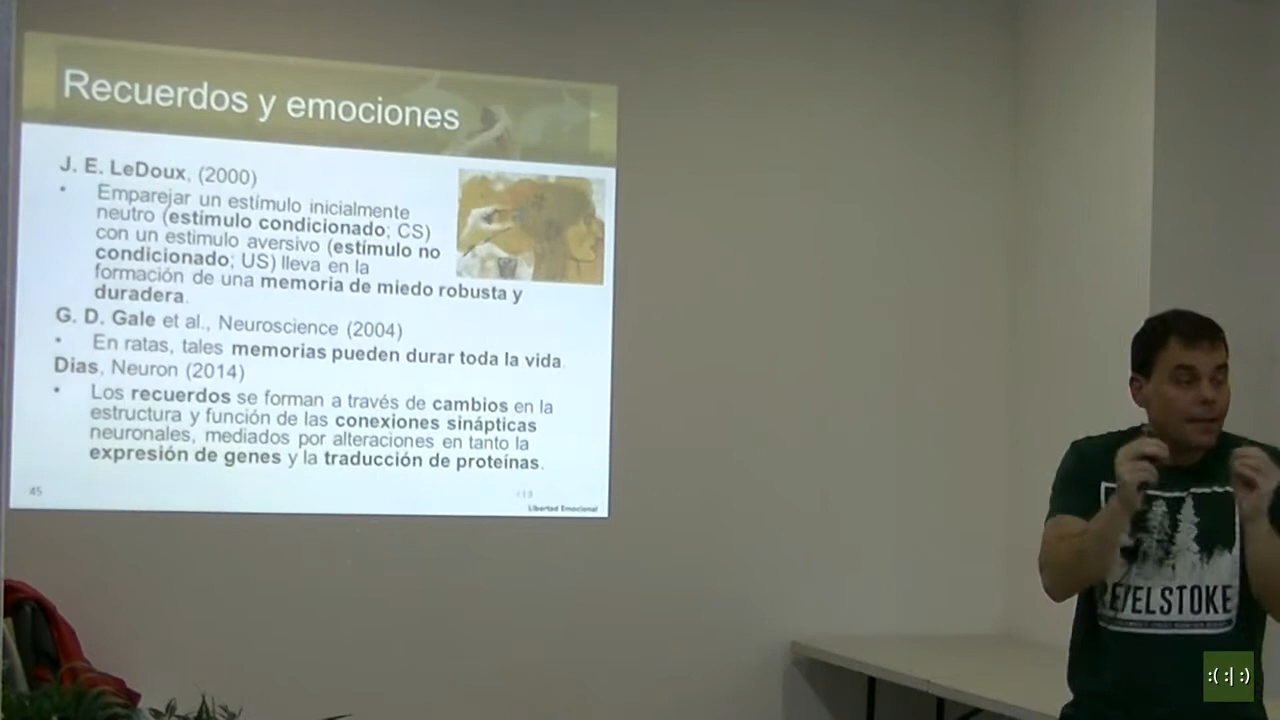 Recuerdos y emociones
J. E. LeDoux, (2000)
• Emparejar un estímulo inicialmente
neutro (estímulo condicionado; CS)
con un estimulo aversivo (estímulo no
condicionado; US) lleva en la
formación de una memoria de miedo robusta y
duradera.
G. D. Gale et al., Neuroscience (2004)
• En ratas, tales memorias pueden durar toda la vida.
Dias, Neuron (2014)
• Los recuerdos se forman a través de cambios en la
estructura y función de las conexiones sinápticas
neuronales, mediados por alteraciones en tanto la
expresión de genes y la traducción de proteínas.
45
Libertad Emocional
REVELSTOKE
:( :| :)